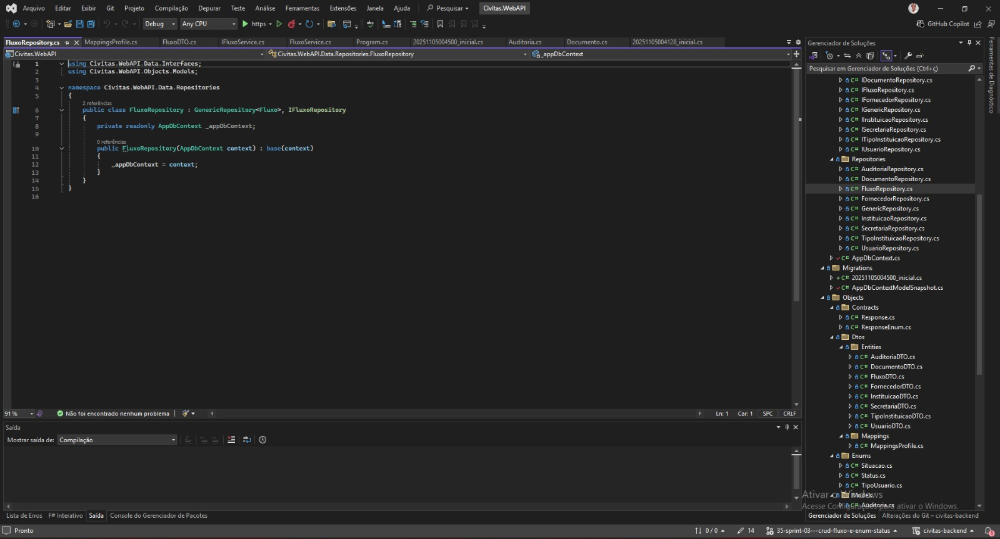 Arquivo Editar Exibir Git Projeto Compilação Depurar Teste Análise Ferramentas Extensões Janela Ajuda Pesquisar Civitas.WebAPI
Debug Any CPU https GitHub Copilot
FluxoRepository.cs MappingsProfile.cs FluxoDTO.cs IFluxoService.cs FluxoService.cs Program.cs 20251105004500_inicial.cs Auditoria.cs Documento.cs 20251105004128_inicial.cs
Civitas.WebAPI Civitas.WebAPI.Data.Repositories.FluxoRepository _appDbContext
1 using Civitas.WebAPI.Data.Interfaces;
2 using Civitas.WebAPI.Objects.Models;
3
4 namespace Civitas.WebAPI.Data.Repositories
5 {
2 referências
6 public class FluxoRepository : GenericRepository<Fluxo>, IFluxoRepository
7 {
8 private readonly AppDbContext _appDbContext;
9
0 referências
10 public FluxoRepository(AppDbContext context) : base(context)
11 {
12 _appDbContext = context;
13 }
14 }
15 }
16
91 % Não foi encontrado nenhum problema Ln: 1 Car: 1 SPC CRLF
Saída
Mostrar saída de: Compilação
Lista de Erros F# Interativo Saída Console do Gerenciador de Pacotes
Gerenciador de Soluções
Pesquisar em Gerenciador de Soluções (Ctrl+ç)
C# IDocumentoRepository.cs
C# IFluxoRepository.cs
C# IFornecedorRepository.cs
C# IGenericRepository.cs
C# IInstituicaoRepository.cs
C# ISecretariaRepository.cs
C# ITipoInstituicaoRepository.cs
C# IUsuarioRepository.cs
Repositories
C# AuditoriaRepository.cs
C# DocumentoRepository.cs
C# FluxoRepository.cs
C# FornecedorRepository.cs
C# GenericRepository.cs
C# InstituicaoRepository.cs
C# SecretariaRepository.cs
C# TipoInstituicaoRepository.cs
C# UsuarioRepository.cs
C# AppDbContext.cs
Migrations
C# 20251105004500_inicial.cs
C# AppDbContextModelSnapshot.cs
Objects
Contracts
C# Response.cs
C# ResponseEnum.cs
Dtos
Entities
C# AuditoriaDTO.cs
C# DocumentoDTO.cs
C# FluxoDTO.cs
C# FornecedorDTO.cs
C# InstituicaoDTO.cs
C# SecretariaDTO.cs
C# TipoInstituicaoDTO.cs
C# UsuarioDTO.cs
Mappings
C# MappingsProfile.cs
Enums
C# Situacao.cs
C# Status.cs
C# TipoUsuario.cs
Models
C# Auditoria.cs
Ativar o Windows
Acesse Configurações para ativar o Windows.
Gerenciador de Soluções Alterações do Git – civitas-backend
Ferramentas de Diagnóstico
Pronto 0 / 0 14 35-sprint-03---crud-fluxo-e-enum-status civitas-backend 1